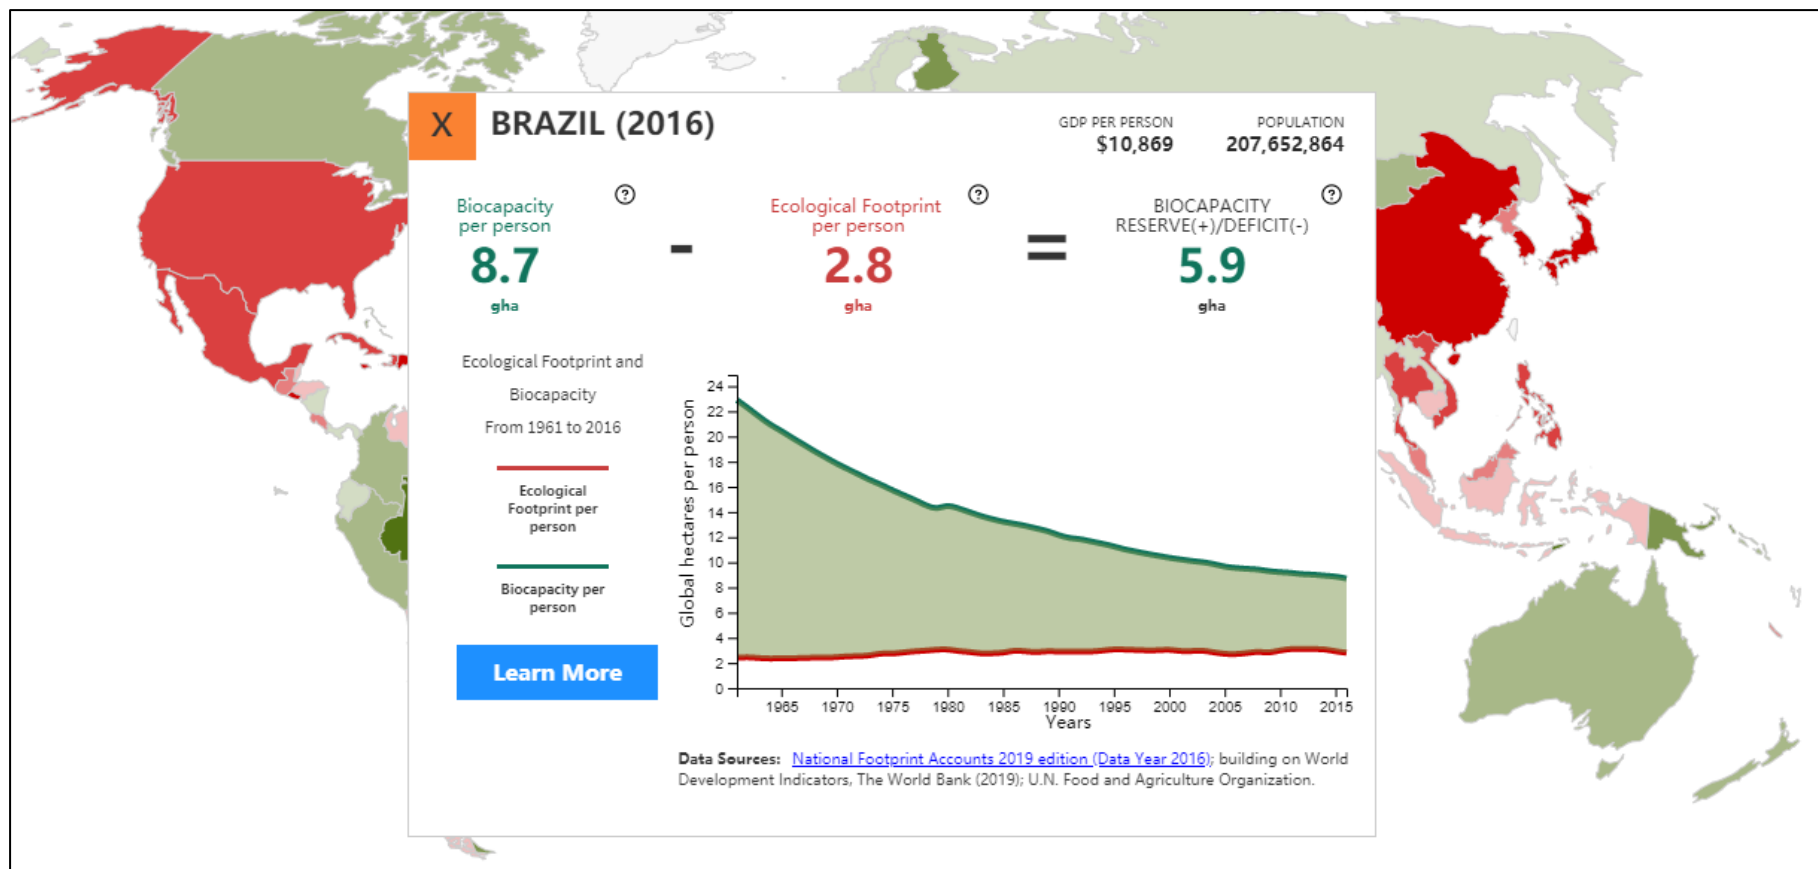 X
BRAZIL (2016)
GDP PER PERSON
$10,869
POPULATION
207,652,864
Biocapacity
per person
8.7
gha
?
-
Ecological Footprint
per person
2.8
gha
?
=
BIOCAPACITY
RESERVE(+)/DEFICIT(-)
5.9
gha
?
Ecological Footprint and
Biocapacity
From 1961 to 2016
Ecological
Footprint per
person
Biocapacity per
person
Learn More
Global hectares per person
24
22
20
18
16
14
12
10
8
6
4
2
0
1965 1970 1975 1980 1985 1990 1995 2000 2005 2010 2015
Years
Data Sources: National Footprint Accounts 2019 edition (Data Year 2016); building on World
Development Indicators, The World Bank (2019); U.N. Food and Agriculture Organization.